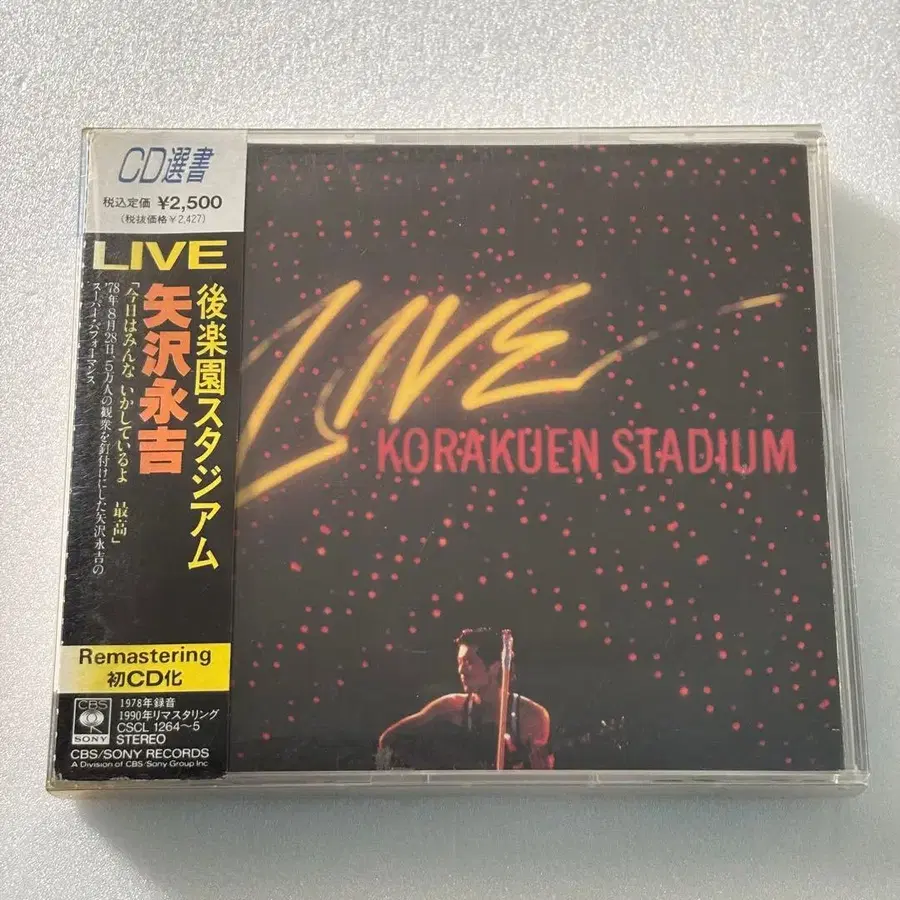 CD選書
税込定価 ¥2,500
(税抜価格¥2,427)
LIVE
後楽園スタジアム
矢沢永吉
「今日はみんな いかしているよ 最高」
'78年8月28日、5万人の観衆を釘付けにした矢沢永吉の
スーパー・パフォーマンス
Remastering
初CD化
CBS
SONY
1978年録音
1990年リマスタリング
CSCL 1264~5
STEREO
CBS/SONY RECORDS
A Division of CBS/Sony Group Inc
LIVE
KORAKUEN STADIUM